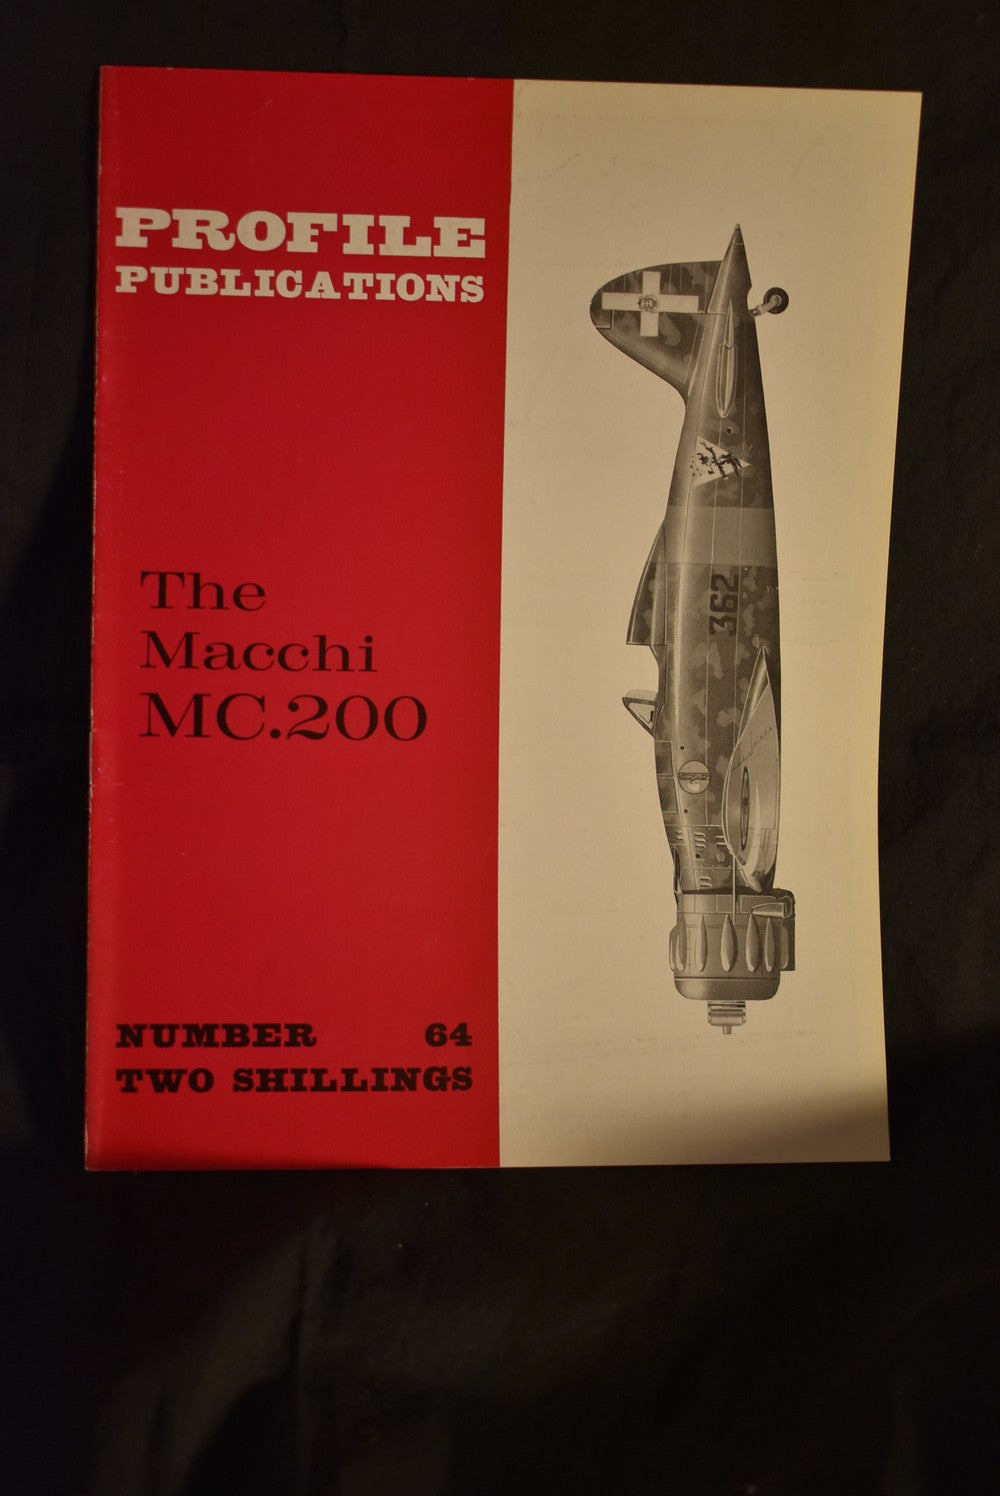 PROFILE
PUBLICATIONS
The
Macchi
MC.200
NUMBER 64
TWO SHILLINGS
362